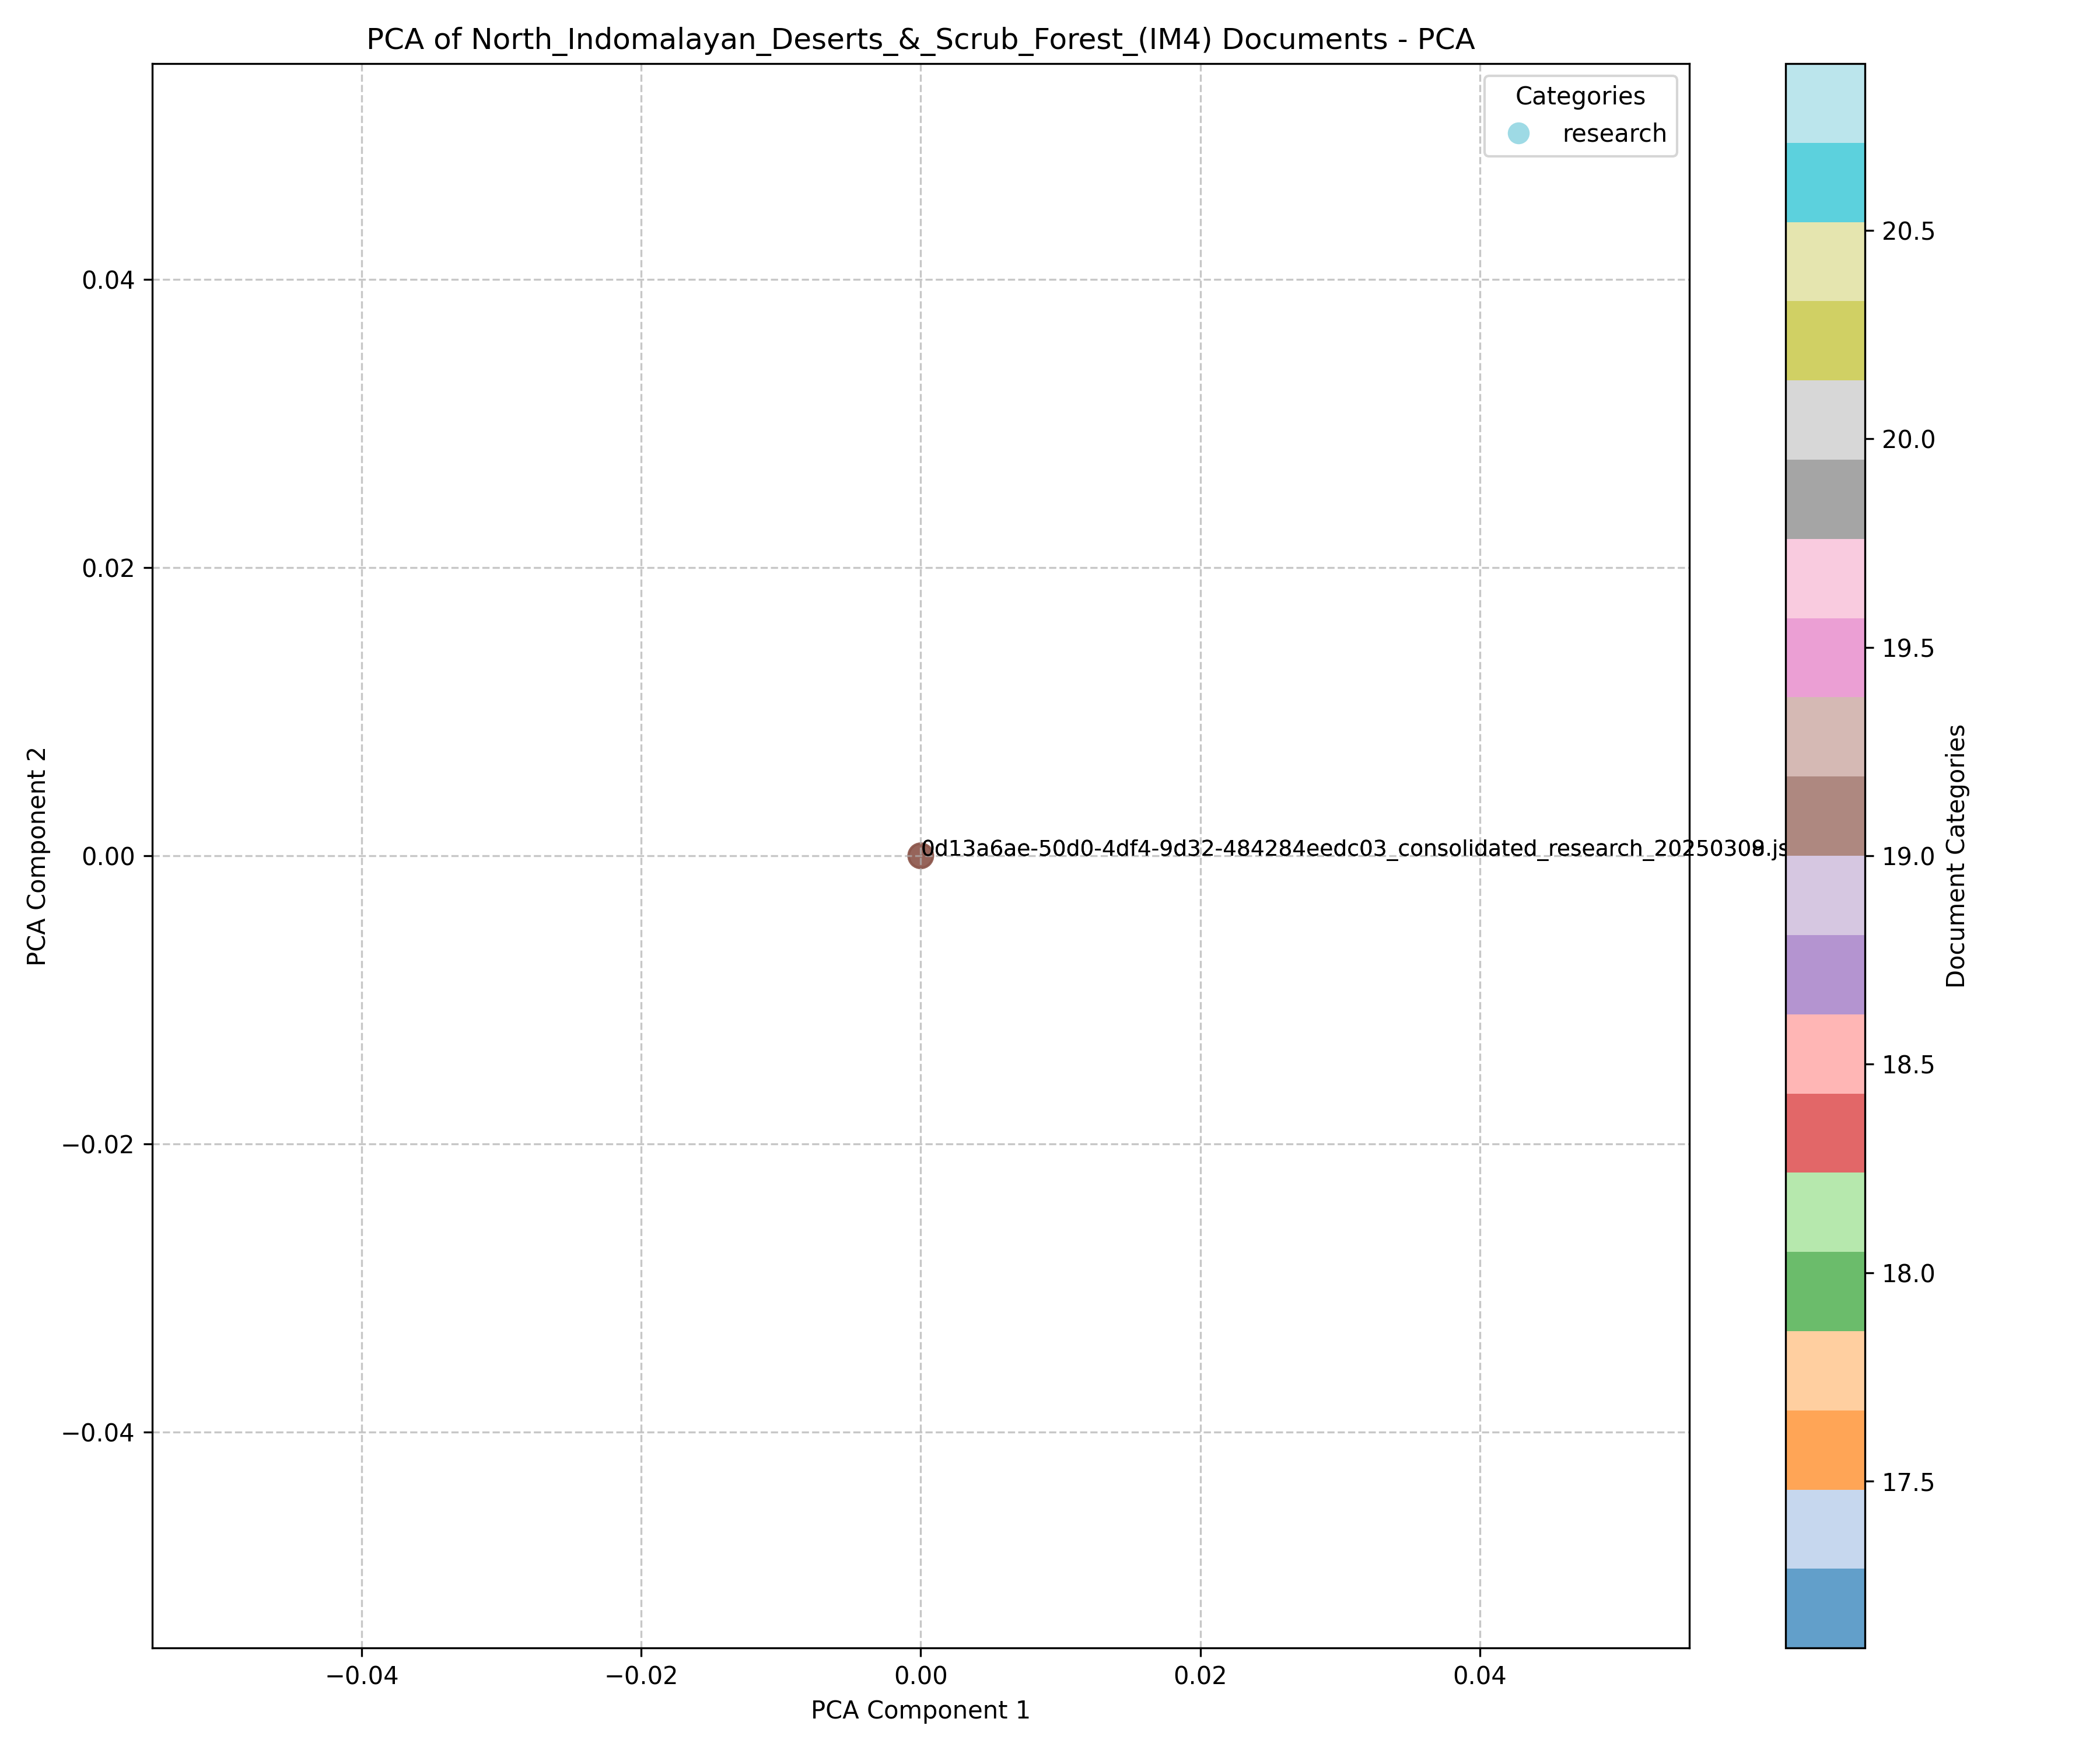 PCA of North_Indomalayan_Deserts_&_Scrub_Forest_(IM4) Documents - PCA
Categories
research
0.04
0.02
0.00
−0.02
−0.04
PCA Component 2
0d13a6ae-50d0-4df4-9d32-484284eedc03_consolidated_research_2025030
−0.04
−0.02
0.00
0.02
0.04
PCA Component 1
20.5
20.0
19.5
19.0
18.5
18.0
17.5
Document Categories